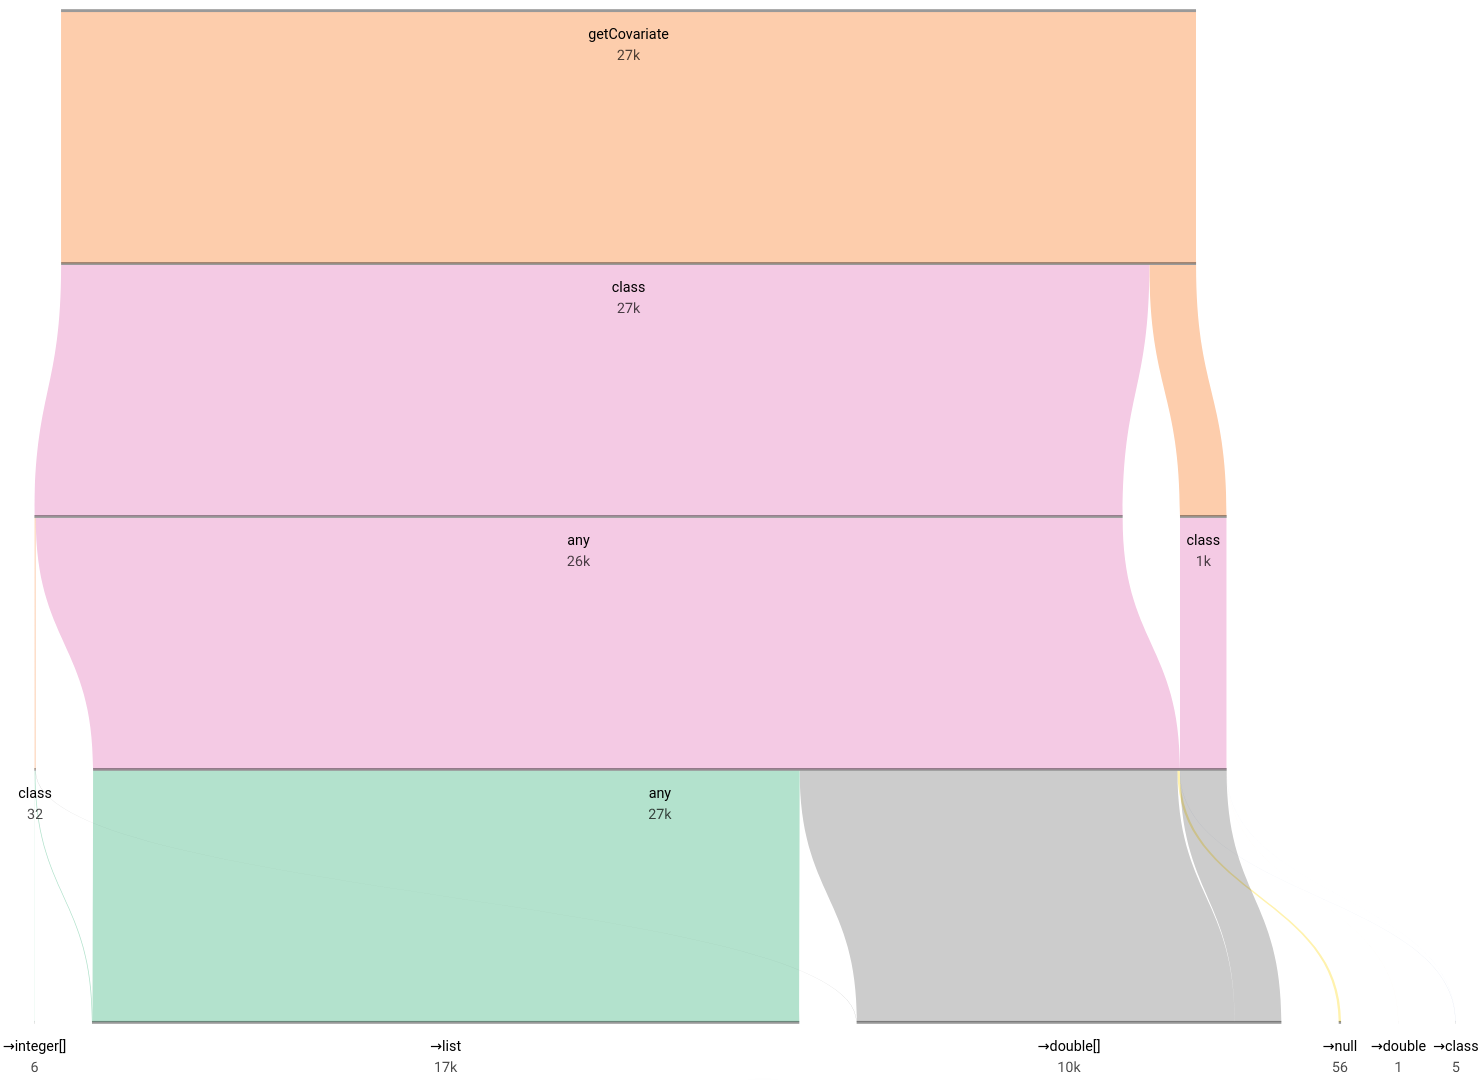 getCovariate
27k
class
27k
any
26k
class
1k
class
32
any
27k
→integer[]
6
→list
17k
→double[]
10k
→null
56
→double
1
→class
5